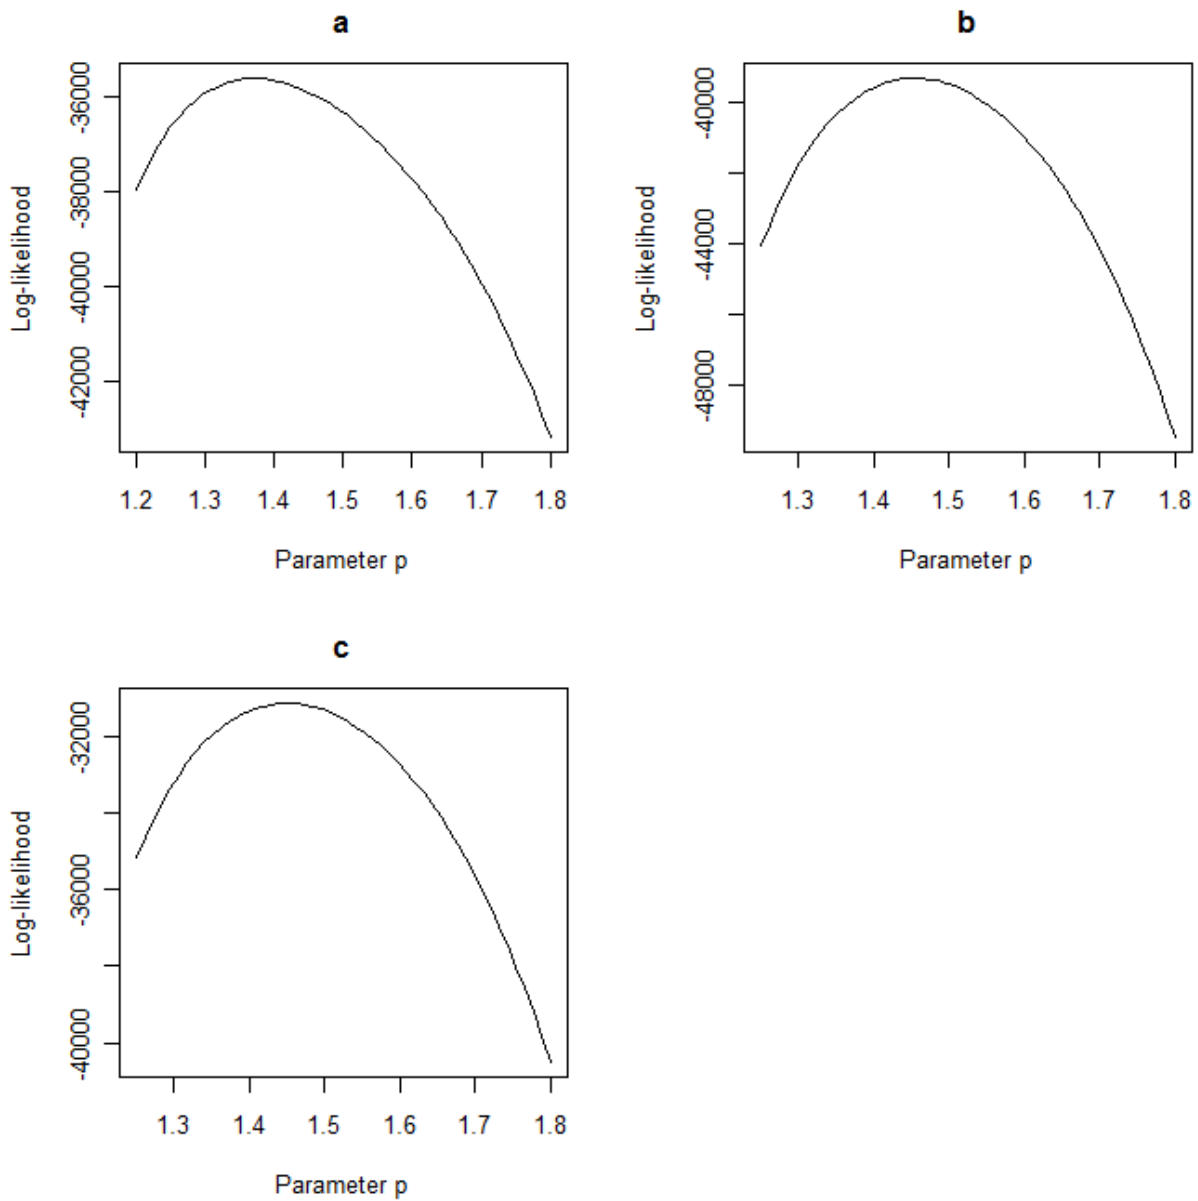 a
Log-likelihood
-36000
-38000
-40000
-42000
1.2 1.3 1.4 1.5 1.6 1.7 1.8
Parameter p
b
Log-likelihood
-40000
-44000
-48000
1.3 1.4 1.5 1.6 1.7 1.8
Parameter p
c
Log-likelihood
-32000
-36000
-40000
1.3 1.4 1.5 1.6 1.7 1.8
Parameter p